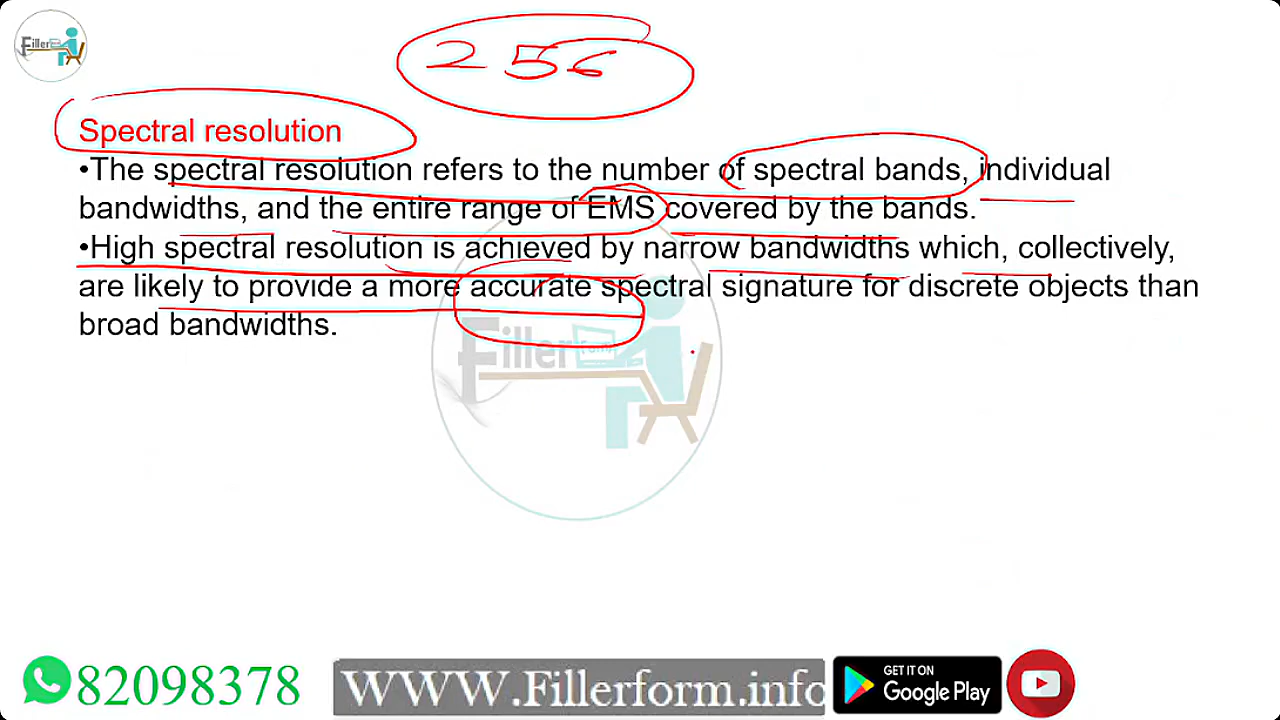 Fillerform
256
Spectral resolution
•The spectral resolution refers to the number of spectral bands, individual
bandwidths, and the entire range of EMS covered by the bands.
•High spectral resolution is achieved by narrow bandwidths which, collectively,
are likely to provide a more accurate spectral signature for discrete objects than
broad bandwidths.
Fillerform
82098378
WWW.Fillerform.info
GET IT ON
Google Play